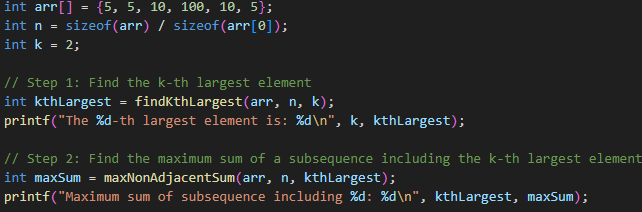 int arr[] = {5, 5, 10, 100, 10, 5};
int n = sizeof(arr) / sizeof(arr[0]);
int k = 2;
// Step 1: Find the k-th largest element
int kthLargest = findKthLargest(arr, n, k);
printf("The %d-th largest element is: %d\n", k, kthLargest);
// Step 2: Find the maximum sum of a subsequence including the k-th largest element
int maxSum = maxNonAdjacentSum(arr, n, kthLargest);
printf("Maximum sum of subsequence including %d: %d\n", kthLargest, maxSum);